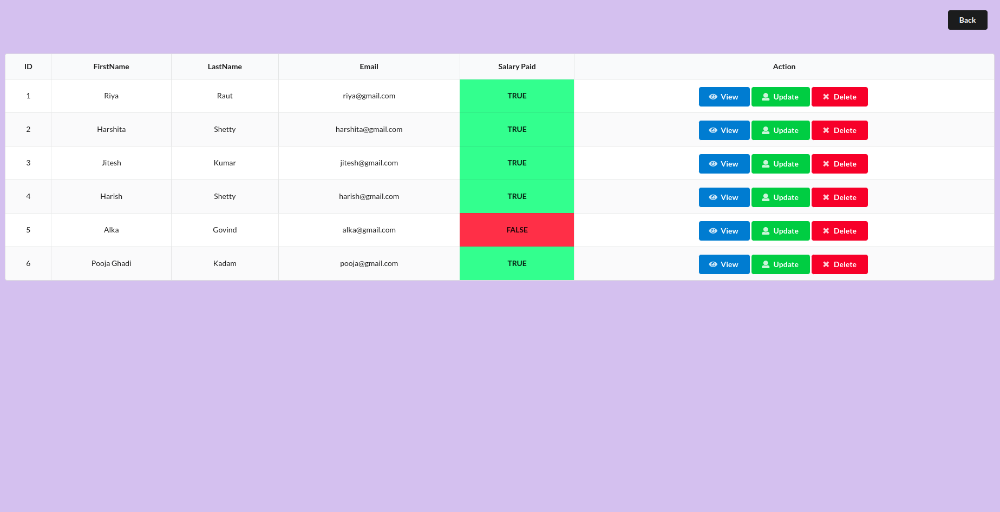 Back
ID FirstName LastName Email Salary Paid Action
1 Riya Raut riya@gmail.com TRUE View Update Delete
2 Harshita Shetty harshita@gmail.com TRUE View Update Delete
3 Jitesh Kumar jitesh@gmail.com TRUE View Update Delete
4 Harish Shetty harish@gmail.com TRUE View Update Delete
5 Alka Govind alka@gmail.com FALSE View Update Delete
6 Pooja Ghadi Kadam pooja@gmail.com TRUE View Update Delete